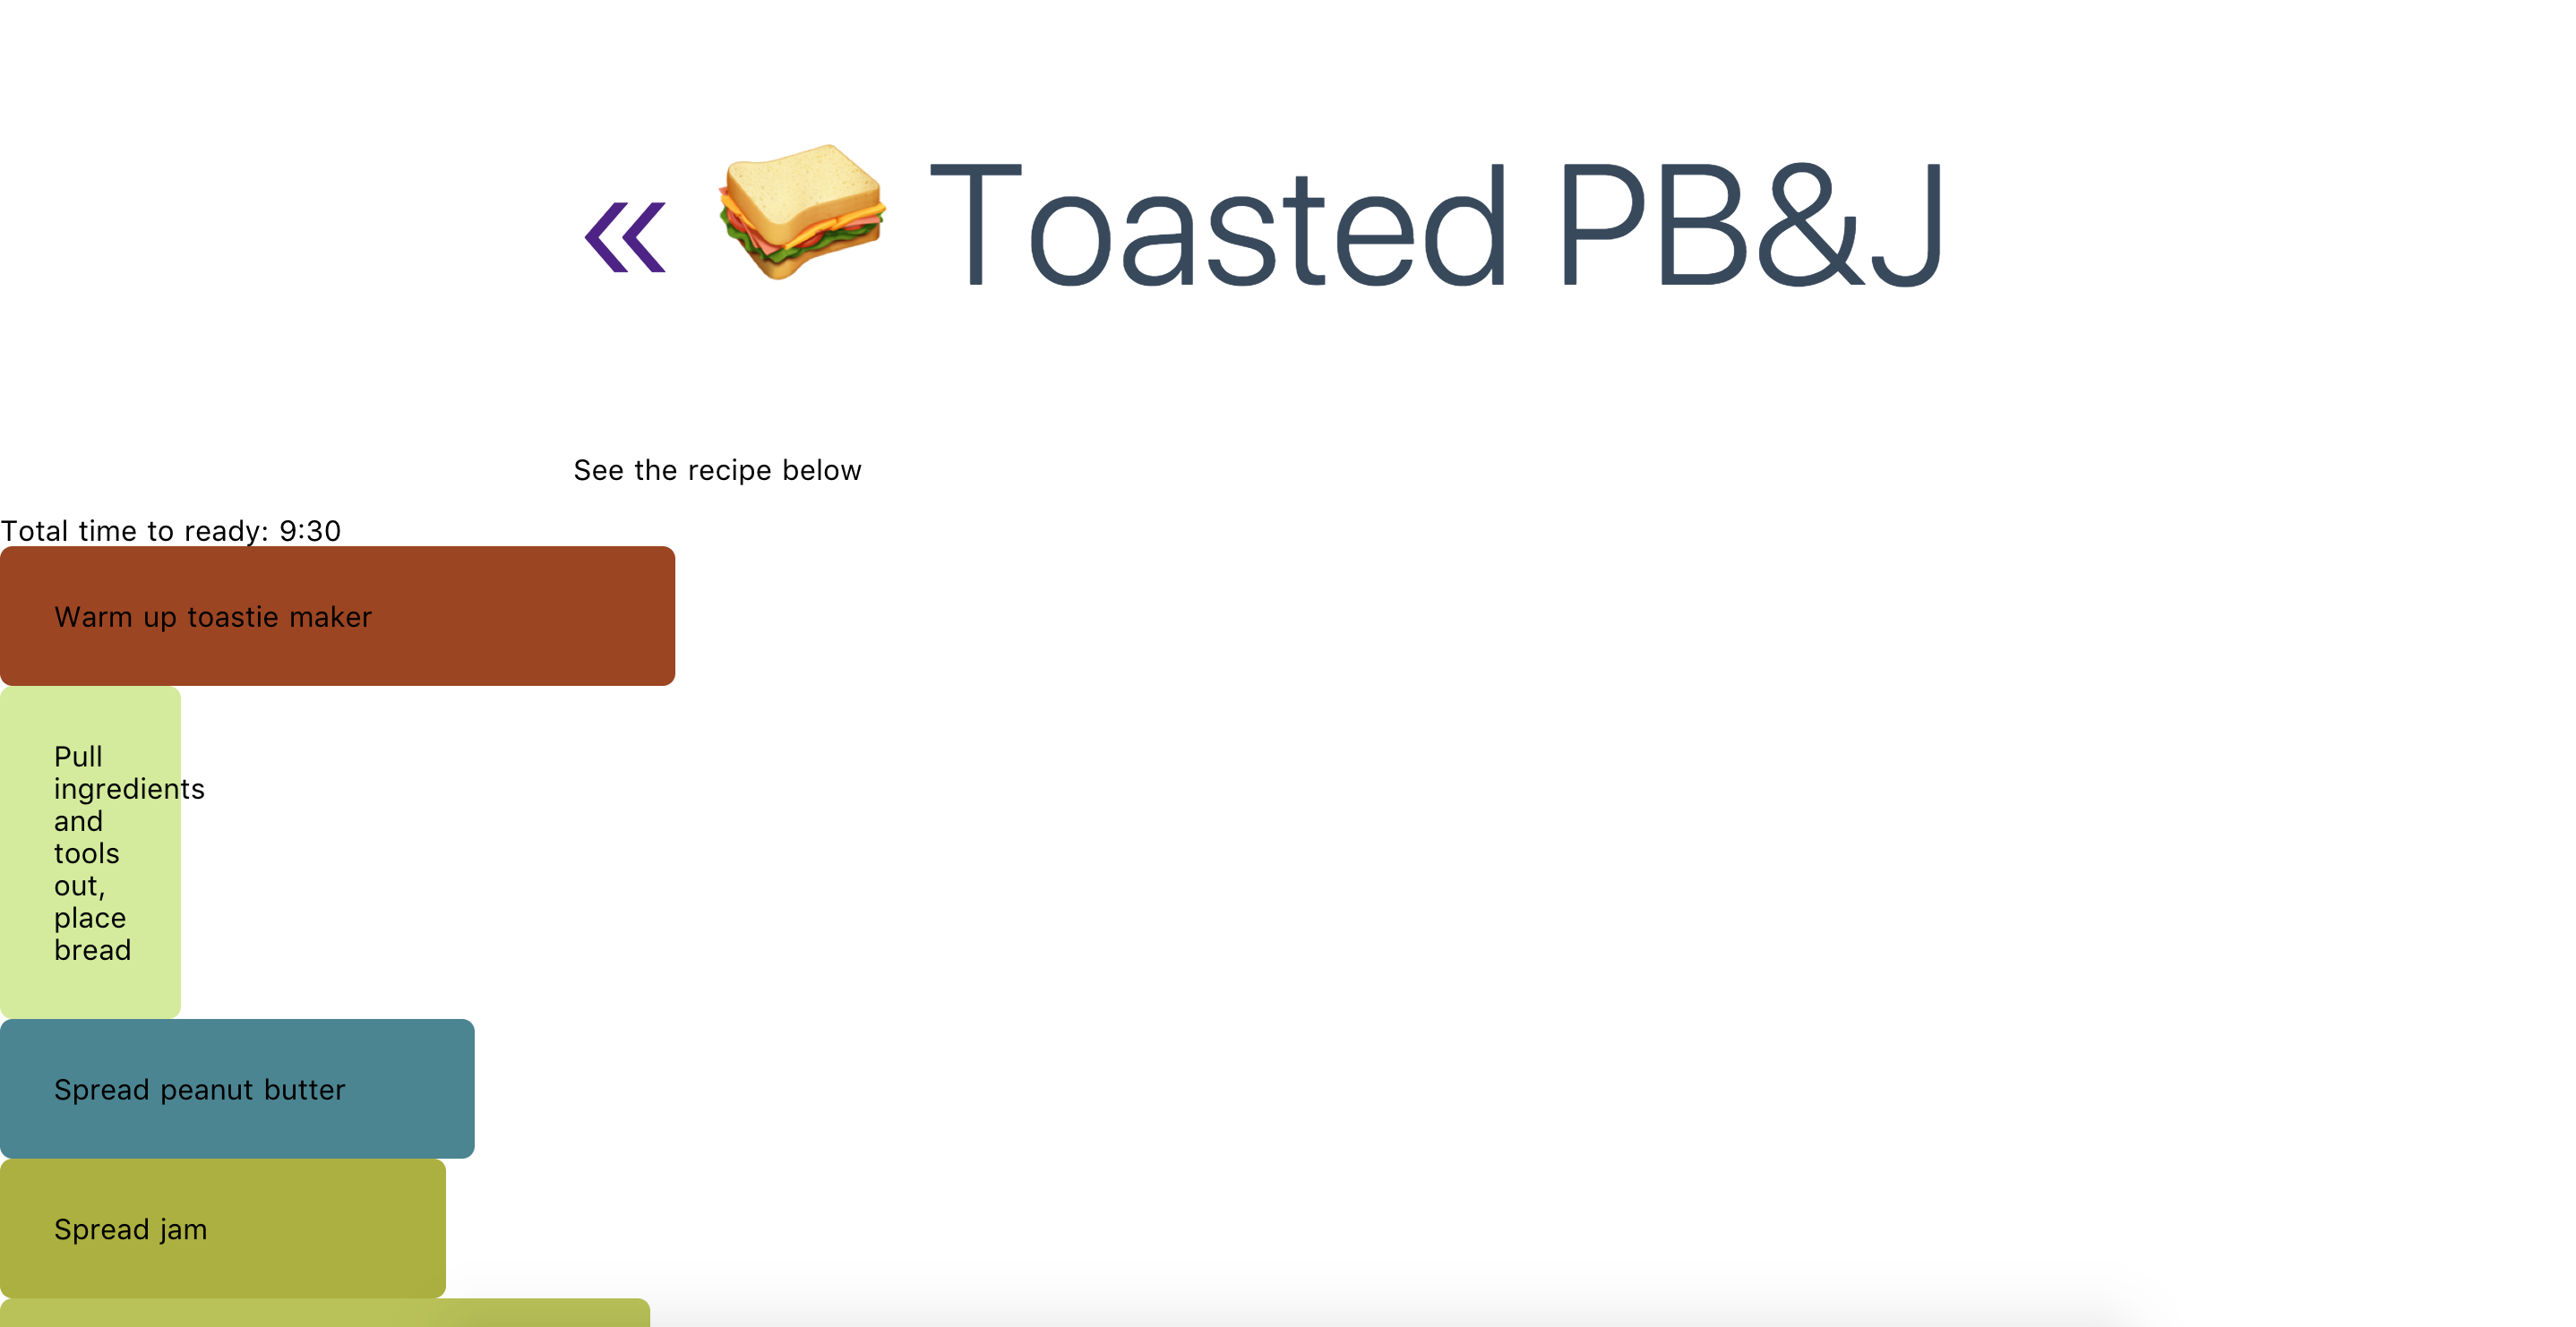 « Toasted PB&J
See the recipe below
Total time to ready: 9:30
Warm up toastie maker
Pull
ingredients
and
tools
out,
place
bread
Spread peanut butter
Spread jam